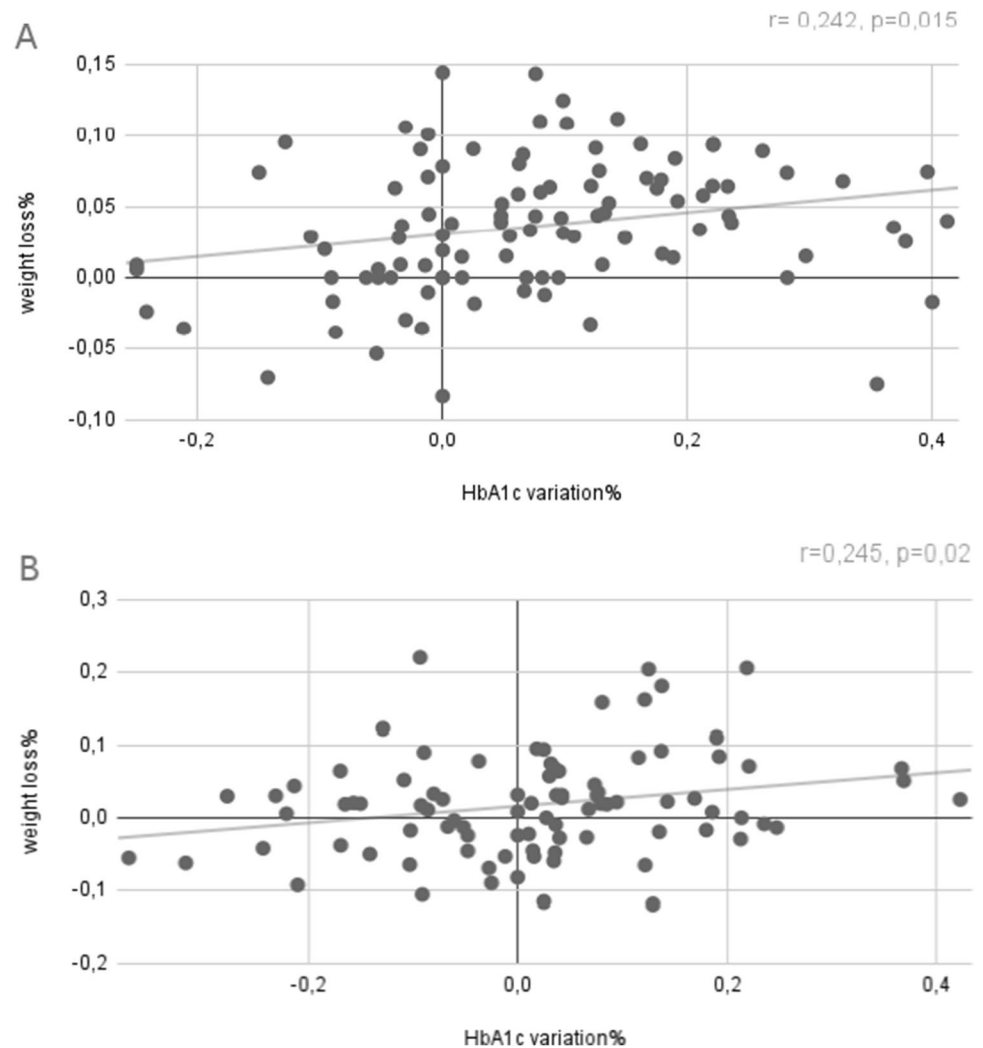 A
r= 0,242, p=0,015
0,15
0,10
0,05
0,00
-0,05
-0,10
-0,2
0,0
0,2
0,4
weight loss%
HbA1c variation%
B
r=0,245, p=0,02
0,3
0,2
0,1
0,0
-0,1
-0,2
-0,2
0,0
0,2
0,4
weight loss%
HbA1c variation%